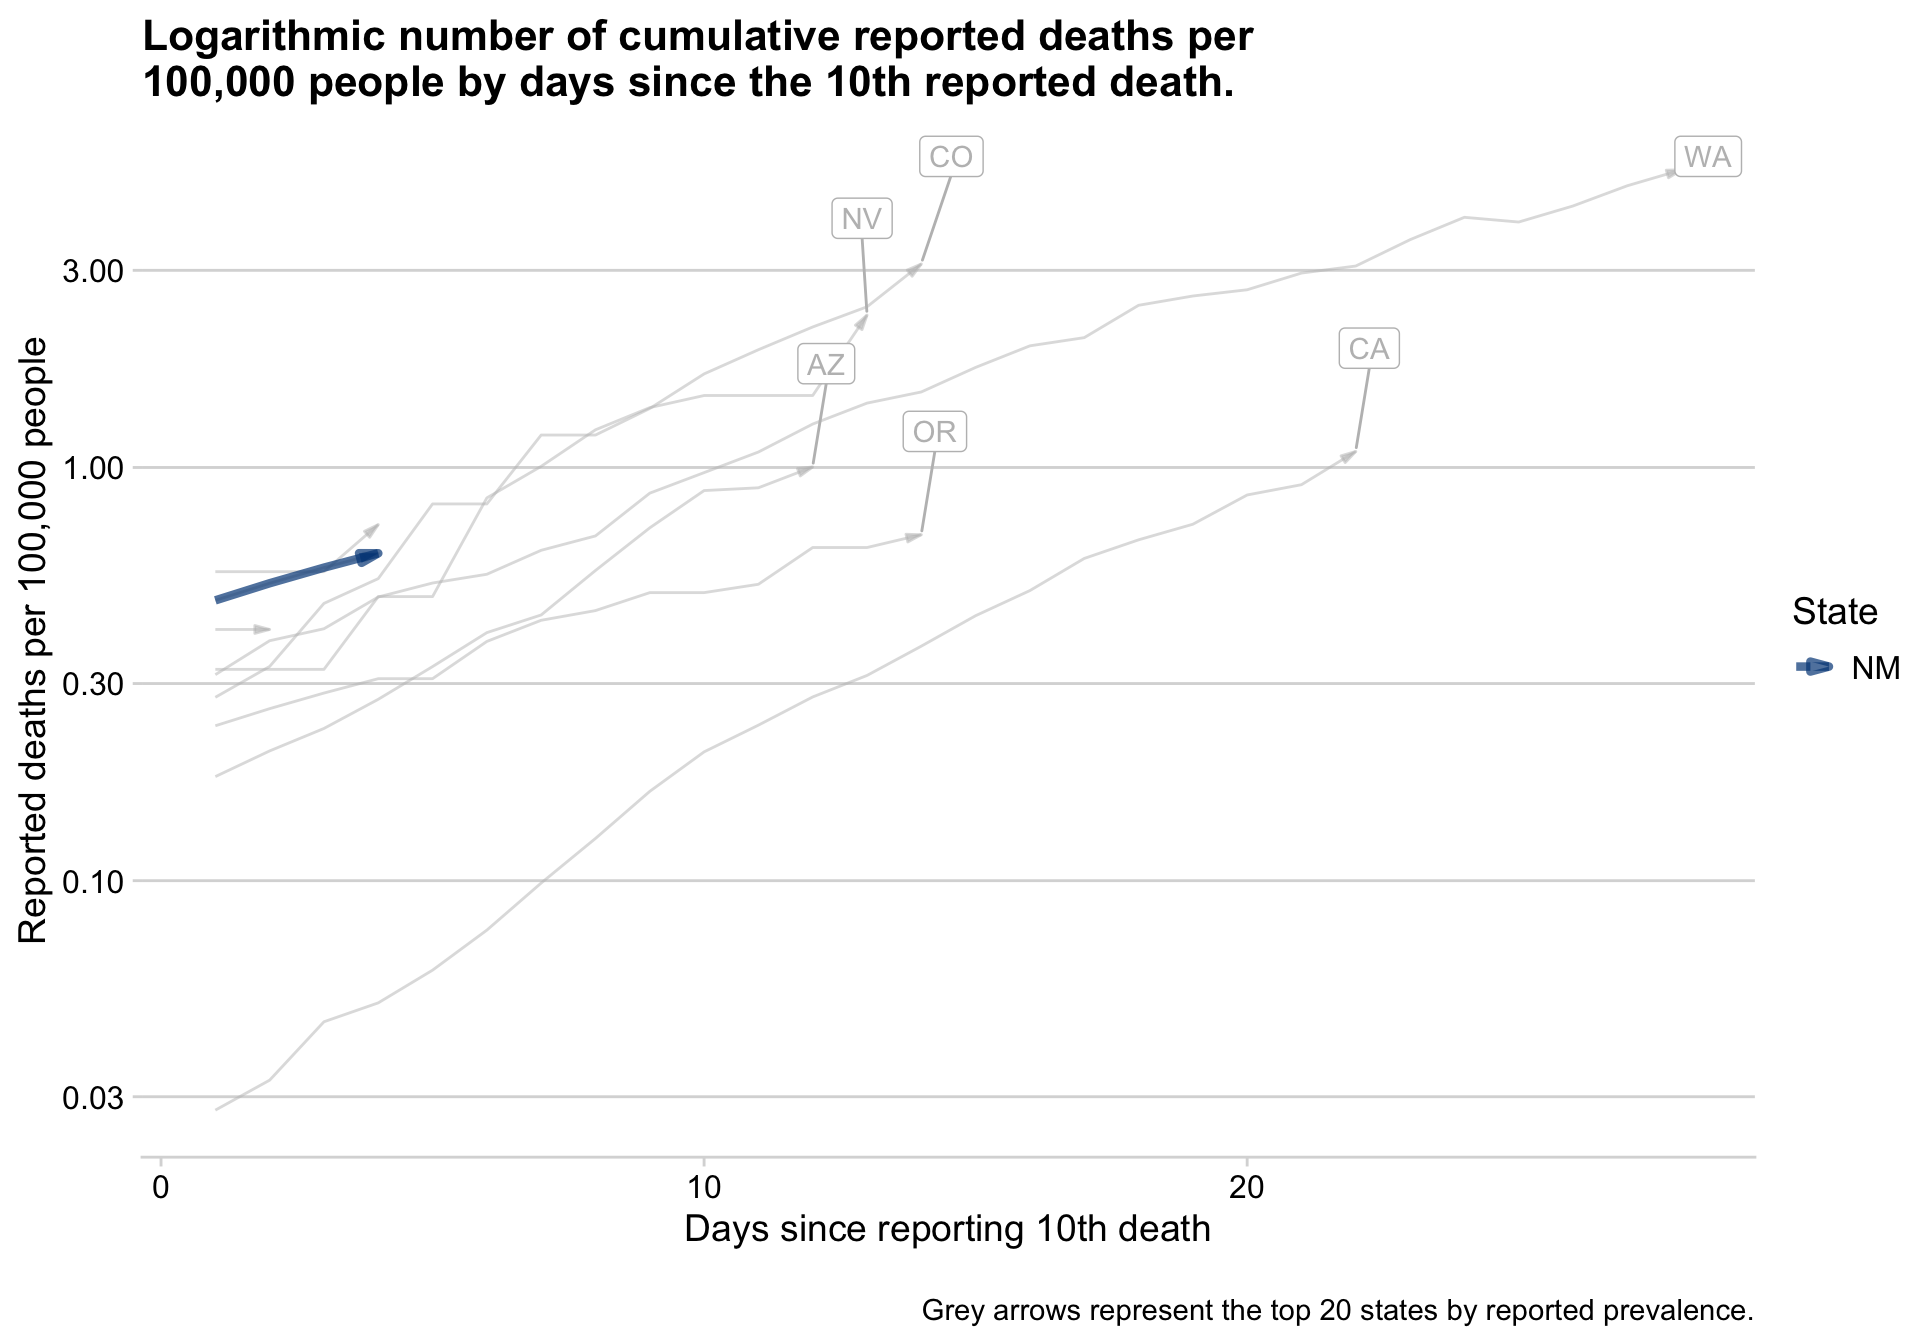 Logarithmic number of cumulative reported deaths per
100,000 people by days since the 10th reported death.
CO
WA
NV
3.00
CA
AZ
OR
1.00
0.30
0.10
0.03
Reported deaths per 100,000 people
State
NM
0
10
20
Days since reporting 10th death
Grey arrows represent the top 20 states by reported prevalence.